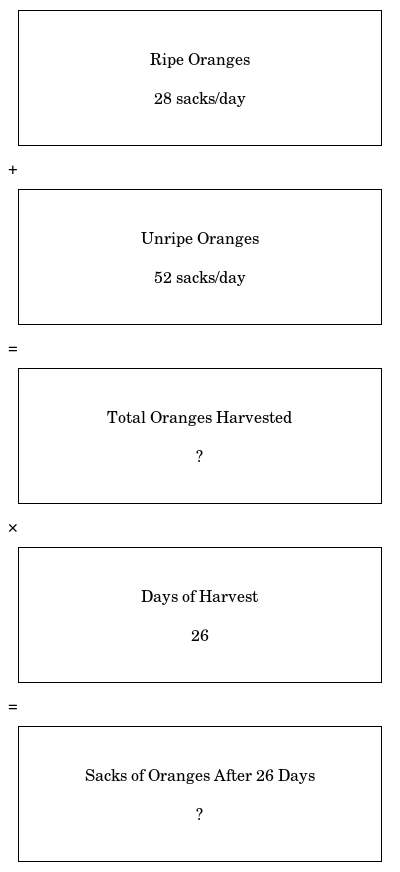 Ripe Oranges
28 sacks/day
+
Unripe Oranges
52 sacks/day
=
Total Oranges Harvested
?
×
Days of Harvest
26
=
Sacks of Oranges After 26 Days
?